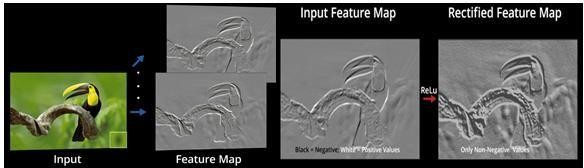 Input Feature Map
Rectified Feature Map
ReLu
Black = Negative; White = Positive Values
Only Non-Negative Values
Input
Feature Map